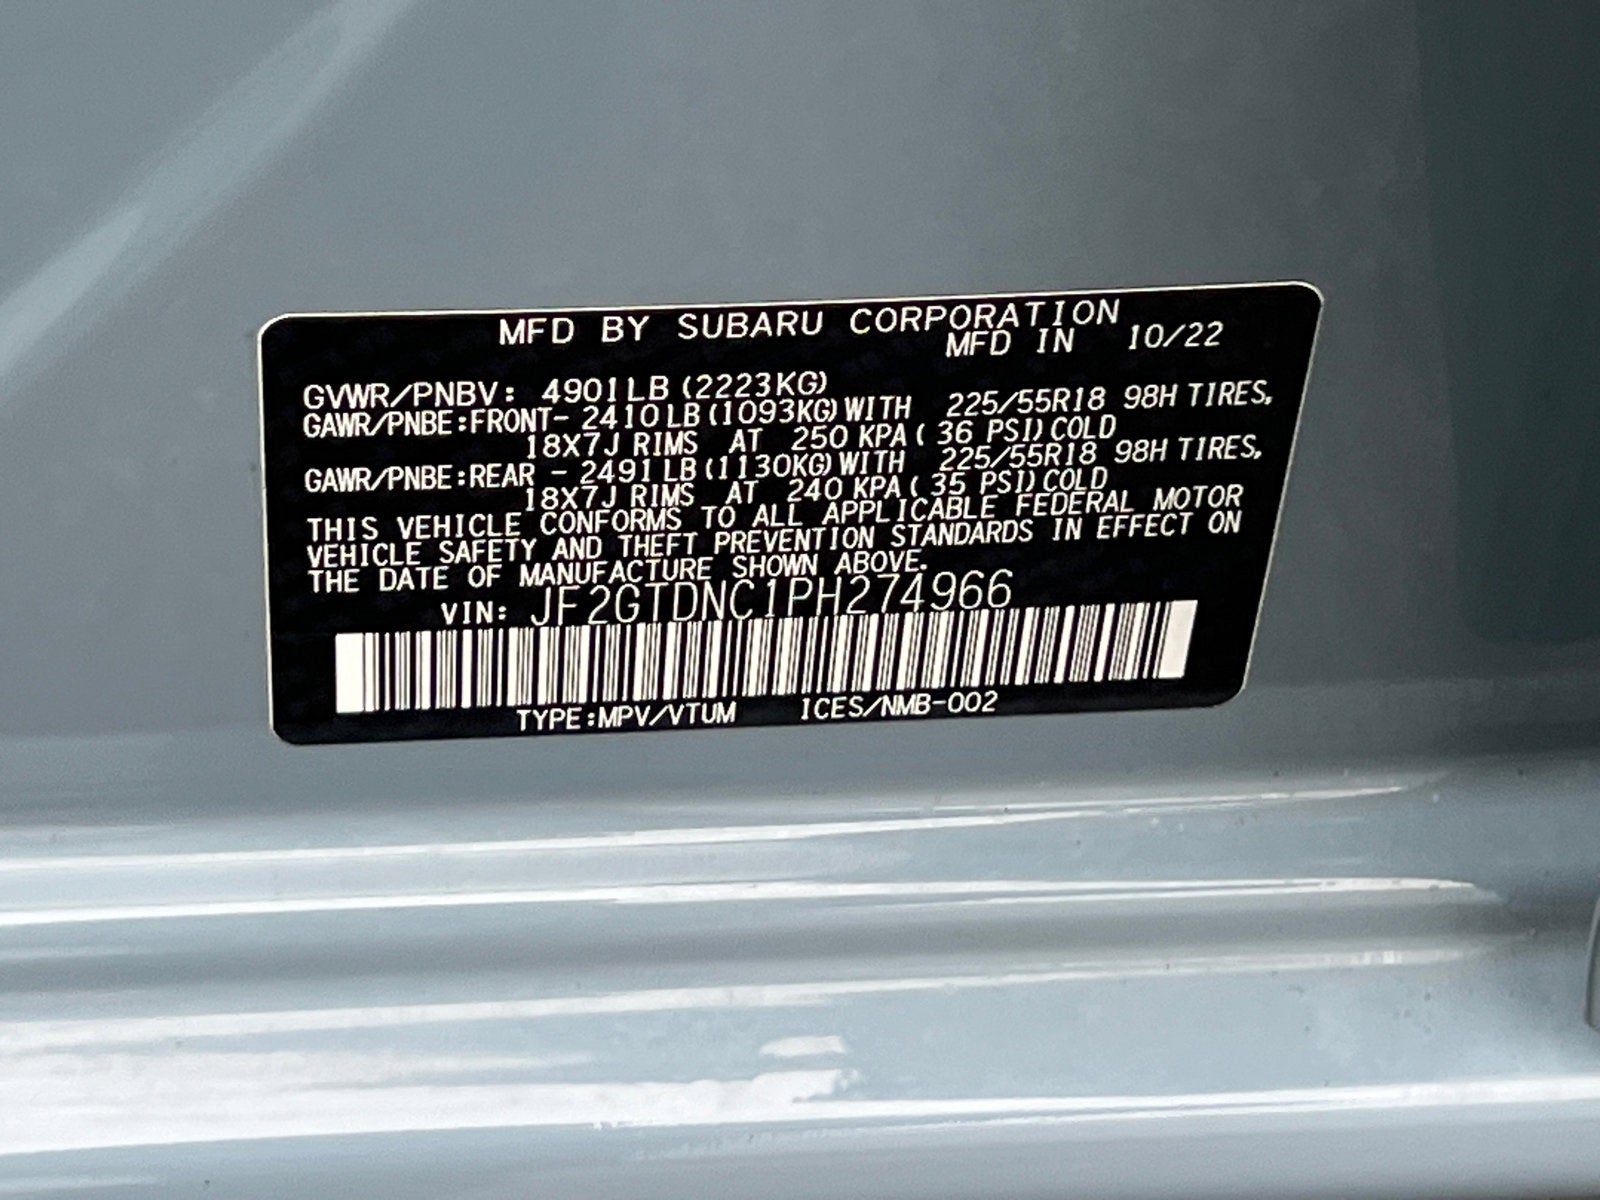 MFD BY SUBARU CORPORATION
MFD IN 10/22
GVWR/PNBV: 4901LB (2223KG)
GAWR/PNBE:FRONT- 2410LB(1093KG)WITH 225/55R18 98H TIRES,
18X7J RIMS AT 250 KPA( 36 PSI)COLD
GAWR/PNBE:REAR - 2491LB(1130KG)WITH 225/55R18 98H TIRES,
18X7J RIMS AT 240 KPA( 35 PSI)COLD
THIS VEHICLE CONFORMS TO ALL APPLICABLE FEDERAL MOTOR
VEHICLE SAFETY AND THEFT PREVENTION STANDARDS IN EFFECT ON
THE DATE OF MANUFACTURE SHOWN ABOVE.
VIN: JF2GTDNC1PH274966
TYPE:MPV/VTUM ICES/NMB-002